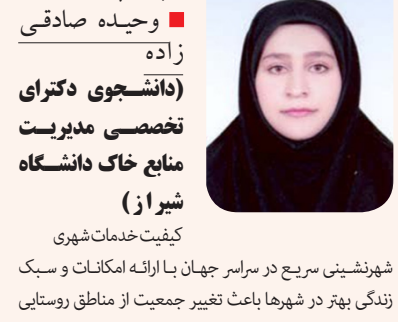 ■ وحیده صادقی
زاده
(دانشجوی دکترای
تخصصی مدیریت
منابع خاک دانشگاه
شیراز)
کیفیت خدمات شهری
شهرنشینی سریع در سراسر جهان با ارائه امکانات و سبک
زندگی بهتر در شهرها باعث تغییر جمعیت از مناطق روستایی